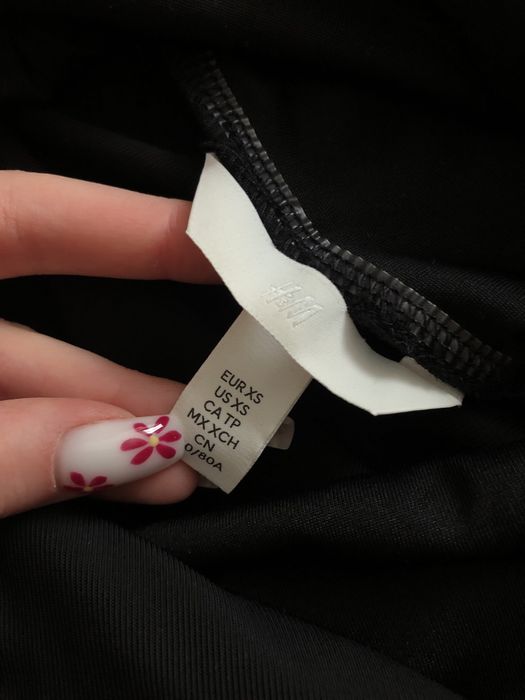 H&M
EUR XS
US XS
CA TP
MX XCH
CN
0/80A